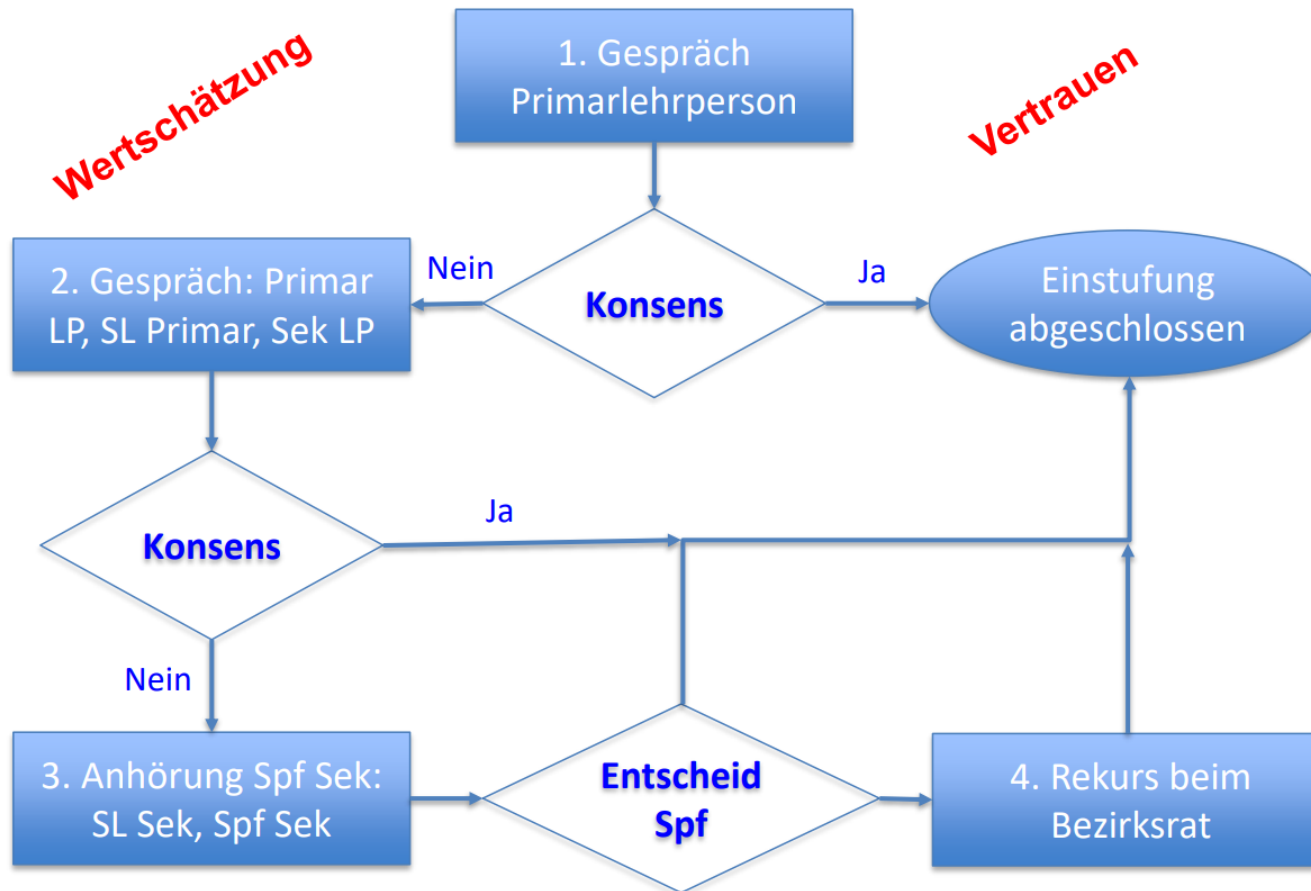 Wertschätzung
1. Gespräch
Primarlehrperson
Vertrauen
2. Gespräch: Primar
LP, SL Primar, Sek LP
Nein
Konsens
Ja
Einstufung
abgeschlossen
Konsens
Ja
Nein
3. Anhörung Spf Sek:
SL Sek, Spf Sek
Entscheid
Spf
4. Rekurs beim
Bezirksrat